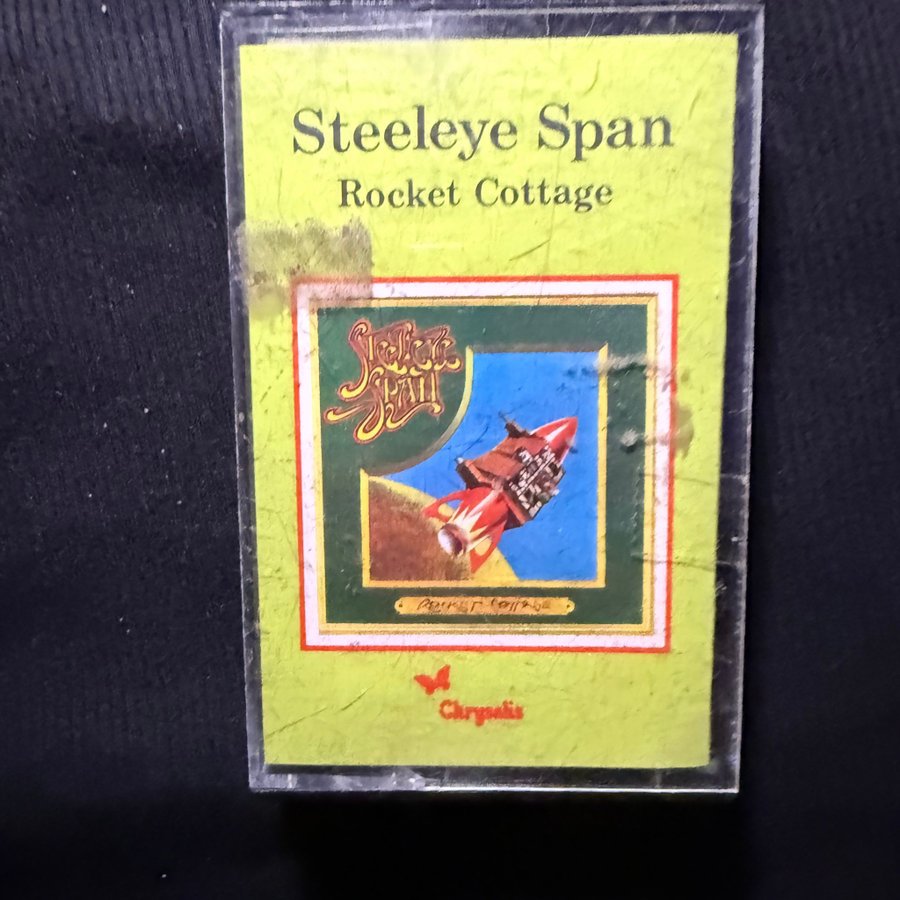 Steeleye Span
Rocket Cottage
Steeleye
Span
Rocket Cottage
Chrysalis